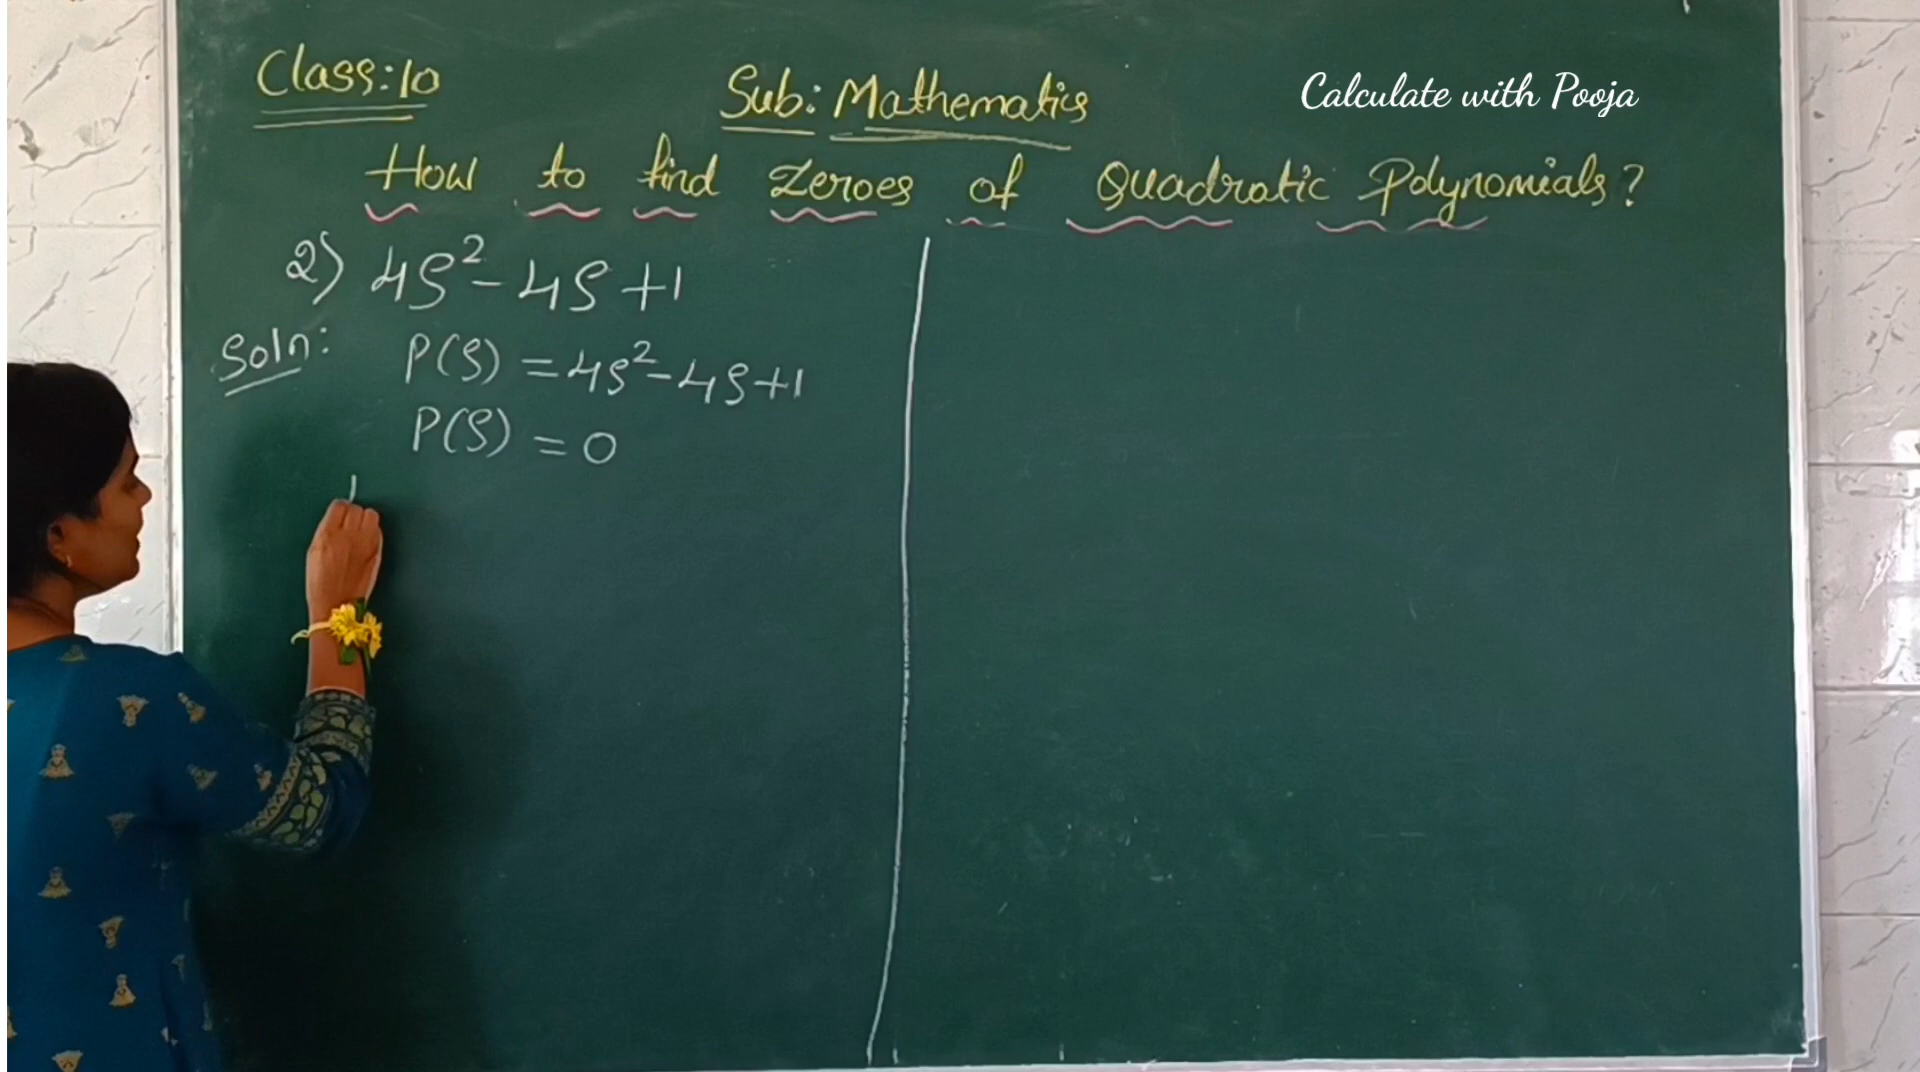 Class:10
Sub: Mathematics
Calculate with Pooja
How to find zeroes of Quadratic Polynomials?
2) 4S²-4S+1
Soln: P(S) = 4S²-4S+1
P(S) = 0